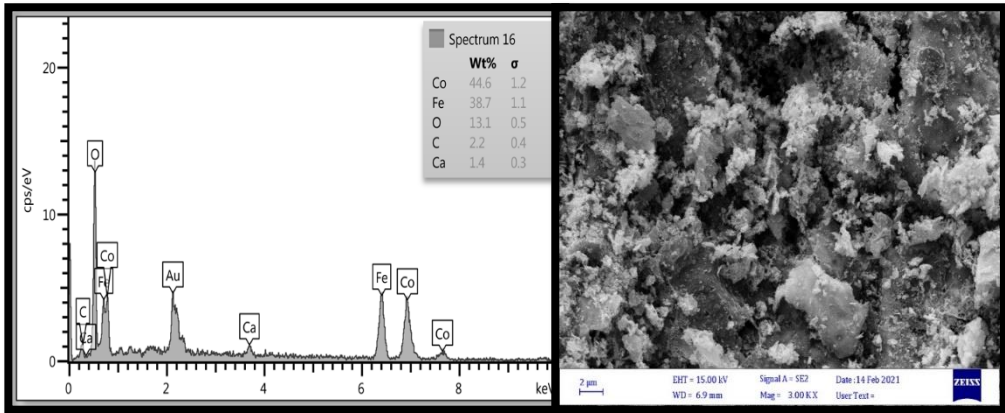 Spectrum 16
Wt% σ
Co 44.6 1.2
Fe 38.7 1.1
O 13.1 0.5
C 2.2 0.4
Ca 1.4 0.3
20
10
0
cps/eV
O
Co
Fe
C
Ca
Au
Ca
Fe
Co
Co
0 2 4 6 8 keV
2 µm
EHT = 15.00 kV Signal A = SE2 Date :14 Feb 2021
WD = 6.9 mm Mag = 3.00 K X User Text =
ZEISS